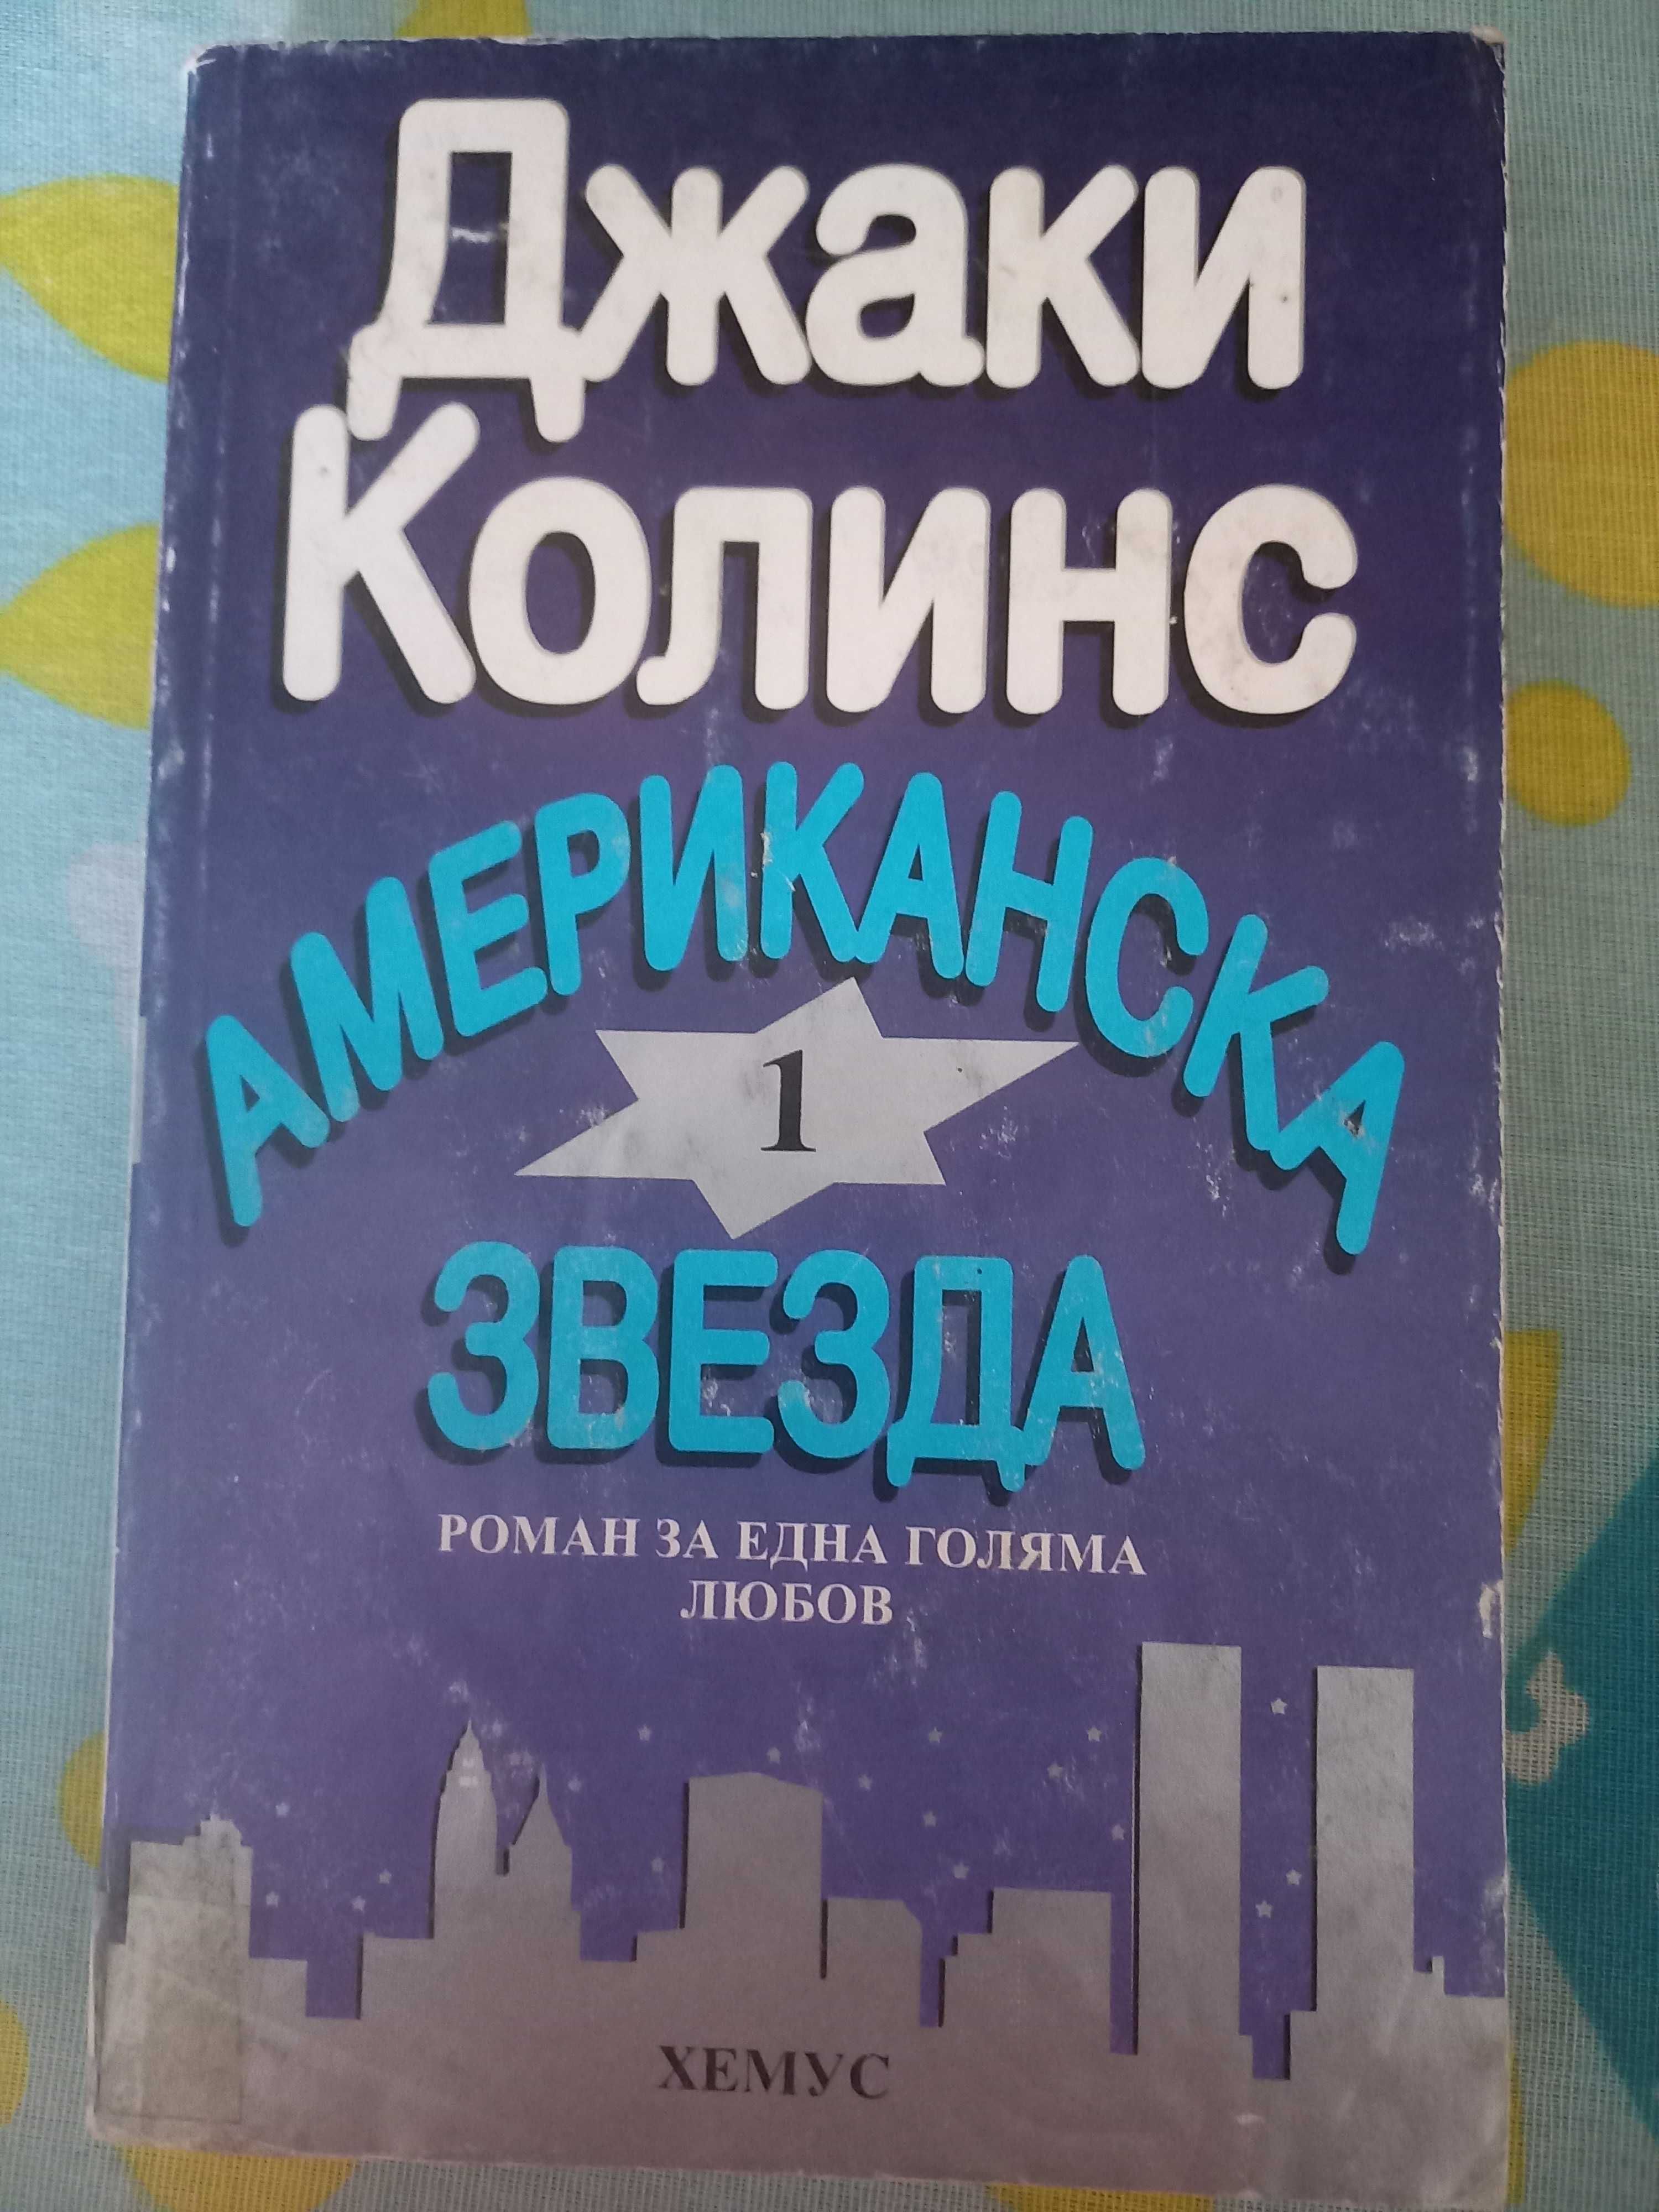 Джаки
Колинс
АМЕРИКАНСКА
1
ЗВЕЗДА
РОМАН ЗА ЕДНА ГОЛЯМА
ЛЮБОВ
ХЕМУС